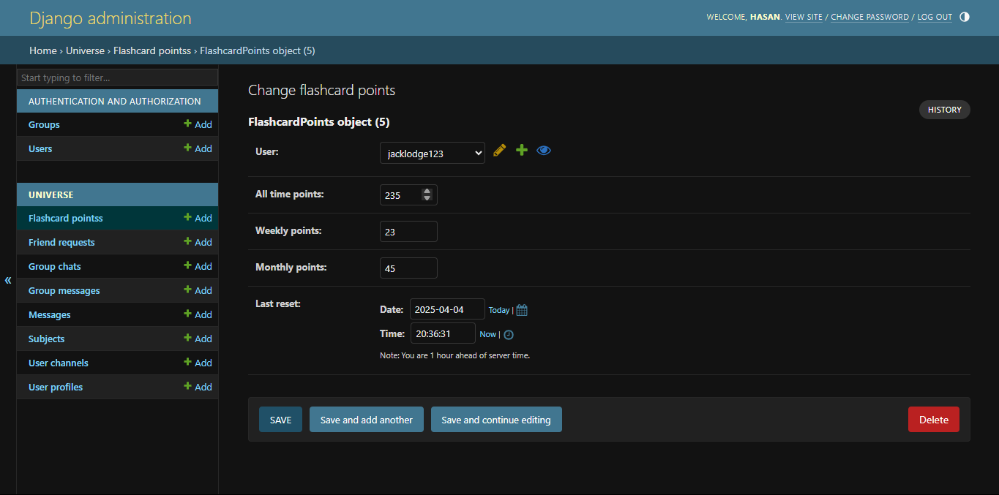 Django administration
WELCOME, HASAN. VIEW SITE / CHANGE PASSWORD / LOG OUT
Home › Universe › Flashcard pointss › FlashcardPoints object (5)
Start typing to filter...
AUTHENTICATION AND AUTHORIZATION
Groups + Add
Users + Add
UNIVERSE
Flashcard pointss + Add
Friend requests + Add
Group chats + Add
Group messages + Add
Messages + Add
Subjects + Add
User channels + Add
User profiles + Add
«
Change flashcard points
HISTORY
FlashcardPoints object (5)
User: jacklodge123
All time points: 235
Weekly points: 23
Monthly points: 45
Last reset:
Date: 2025-04-04 Today |
Time: 20:36:31 Now |
Note: You are 1 hour ahead of server time.
SAVE Save and add another Save and continue editing Delete